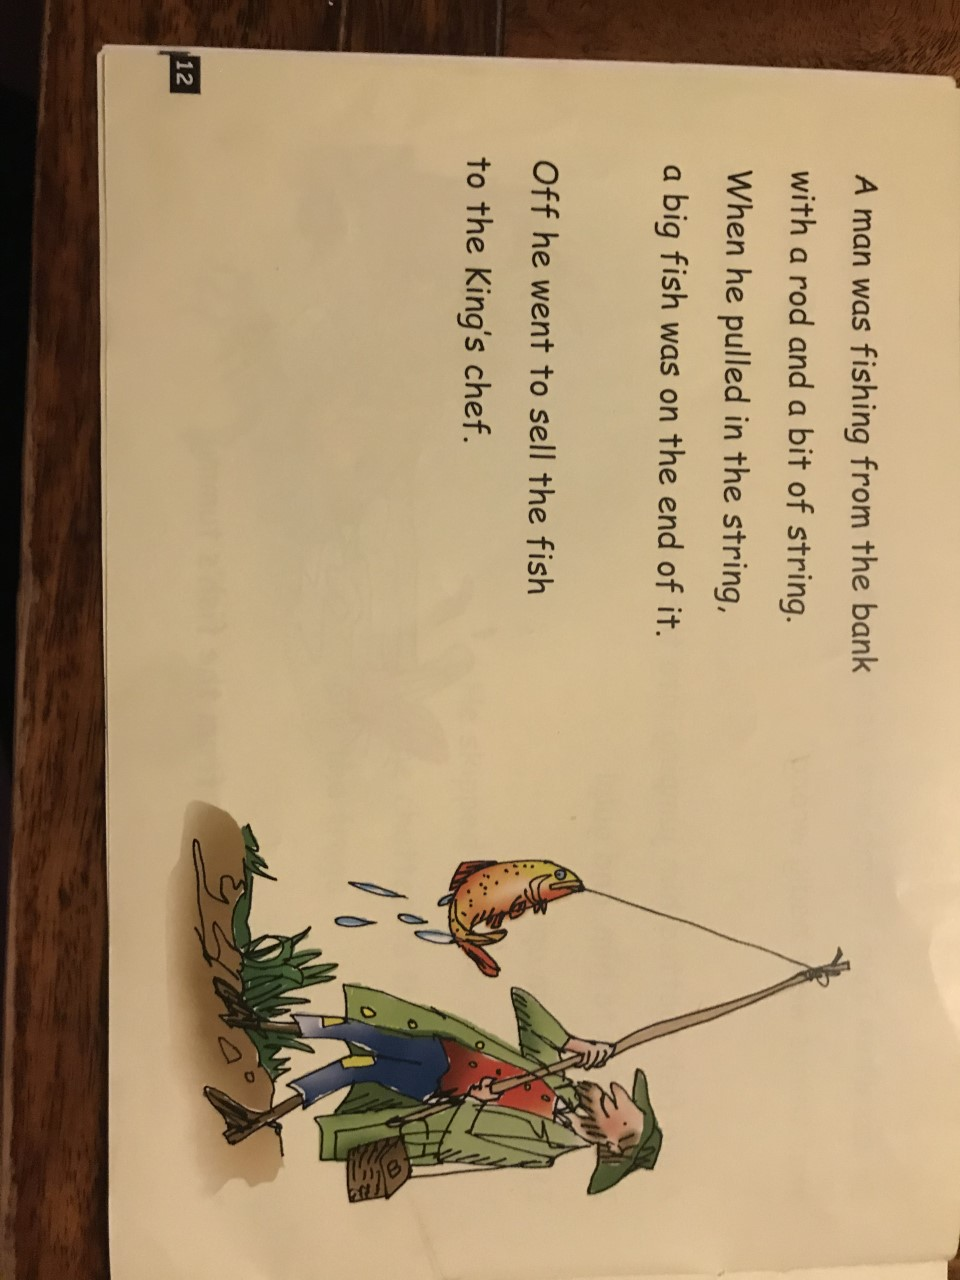 A man was fishing from the bank
with a rod and a bit of string.
When he pulled in the string,
a big fish was on the end of it.
Off he went to sell the fish
to the King's chef.
12